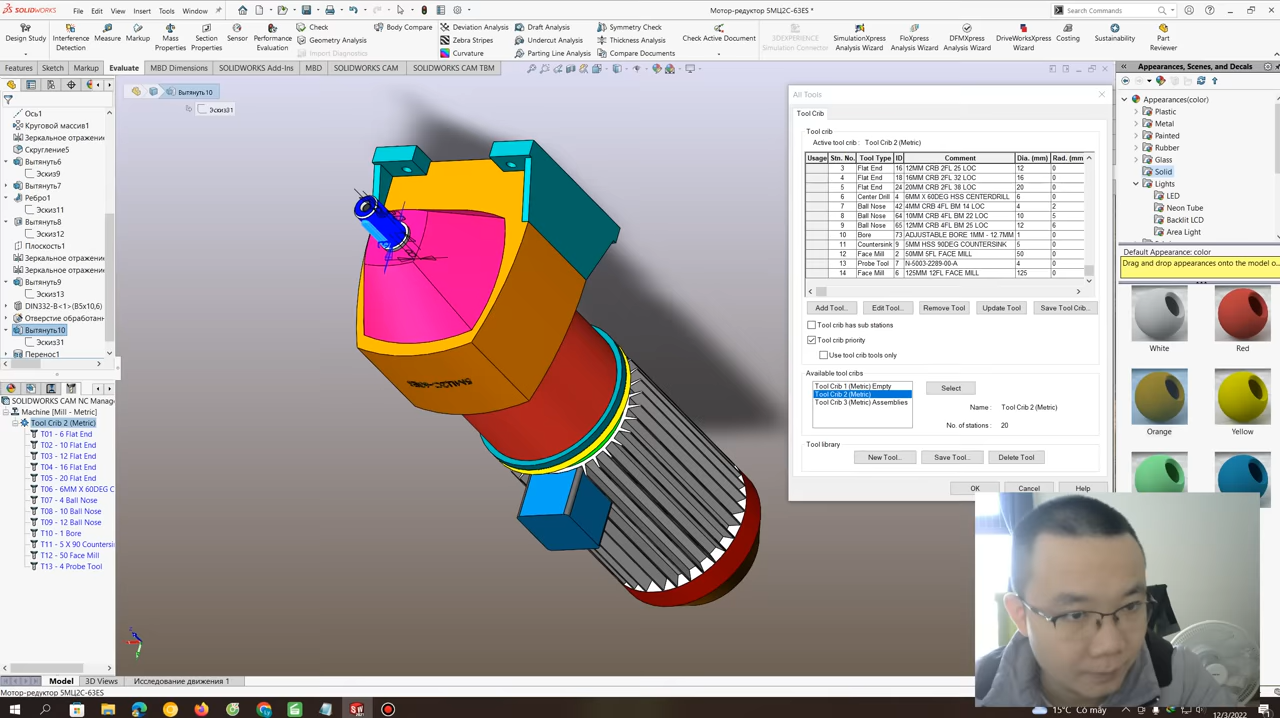 SOLIDWORKS File Edit View Insert Tools Window
Мотор-редуктор 5МЦ2С-63ES *
Search Commands
Design Study
Interference Detection
Measure
Markup
Mass Properties
Section Properties
Sensor
Performance Evaluation
Check
Geometry Analysis
Import Diagnostics
Body Compare
Deviation Analysis
Zebra Stripes
Curvature
Draft Analysis
Undercut Analysis
Parting Line Analysis
Symmetry Check
Thickness Analysis
Compare Documents
Check Active Document
3DEXPERIENCE Simulation Connector
SimulationXpress Analysis Wizard
FloXpress Analysis Wizard
DFMXpress Analysis Wizard
DriveWorksXpress Wizard
Costing
Sustainability
Part Reviewer
Features Sketch Markup Evaluate MBD Dimensions SOLIDWORKS Add-Ins MBD SOLIDWORKS CAM SOLIDWORKS CAM TBM
Ось1
Круговой массив1
Зеркальное отражение
Скругление5
Вытянуть6
Эскиз9
Вытянуть7
Ребро1
Эскиз11
Вытянуть8
Эскиз12
Плоскость1
Зеркальное отражение
Зеркальное отражение
Вытянуть9
Эскиз13
DIN332-B<1>(B5x10,6)
Отверстие обработан
Вытянуть10
Эскиз31
Перенос1
SOLIDWORKS CAM NC Manag
Machine [Mill - Metric]
Tool Crib 2 (Metric)
T01 - 6 Flat End
T02 - 10 Flat End
T03 - 12 Flat End
T04 - 16 Flat End
T05 - 20 Flat End
T06 - 6MM X 60DEG C
T07 - 4 Ball Nose
T08 - 10 Ball Nose
T09 - 12 Ball Nose
T10 - 1 Bore
T11 - 5 X 90 Countersin
T12 - 50 Face Mill
T13 - 4 Probe Tool
Вытянуть10
Эскиз31
5МЦ2С-63ES
All Tools
Tool Crib
Tool crib
Active tool crib : Tool Crib 2 (Metric)
Usage Stn. No. Tool Type ID Comment Dia. (mm) Rad. (mm
3 Flat End 16 12MM CRB 2FL 25 LOC 12 0
4 Flat End 18 16MM CRB 2FL 32 LOC 16 0
5 Flat End 24 20MM CRB 2FL 38 LOC 20 0
6 Center Drill 4 6MM X 60DEG HSS CENTERDRILL 6 0
7 Ball Nose 42 4MM CRB 4FL BM 14 LOC 4 2
8 Ball Nose 64 10MM CRB 4FL BM 22 LOC 10 5
9 Ball Nose 65 12MM CRB 4FL BM 25 LOC 12 6
10 Bore 73 ADJUSTABLE BORE 1MM - 12.7MM 1 0
11 Countersink 9 5MM HSS 90DEG COUNTERSINK 5 0
12 Face Mill 2 50MM 5FL FACE MILL 50 0
13 Probe Tool 7 N-5003-2289-00-A 4 0
14 Face Mill 6 125MM 12FL FACE MILL 125 0
Add Tool... Edit Tool... Remove Tool Update Tool Save Tool Crib...
Tool crib has sub stations
Tool crib priority
Use tool crib tools only
Available tool cribs
Tool Crib 1 (Metric) Empty
Tool Crib 2 (Metric)
Tool Crib 3 (Metric) Assemblies
Select
Name : Tool Crib 2 (Metric)
No. of stations : 20
Tool library
New Tool... Save Tool... Delete Tool
OK Cancel Help
Appearances, Scenes, and Decals
Appearances(color)
Plastic
Metal
Painted
Rubber
Glass
Solid
Lights
LED
Neon Tube
Backlit LCD
Area Light
Default Appearance: color
Drag and drop appearances onto the model o...
White Red
Orange Yellow
Model 3D Views Исследование движения 1
Мотор-редуктор 5МЦ2С-63ES
15°C Có mây
12/3/2022